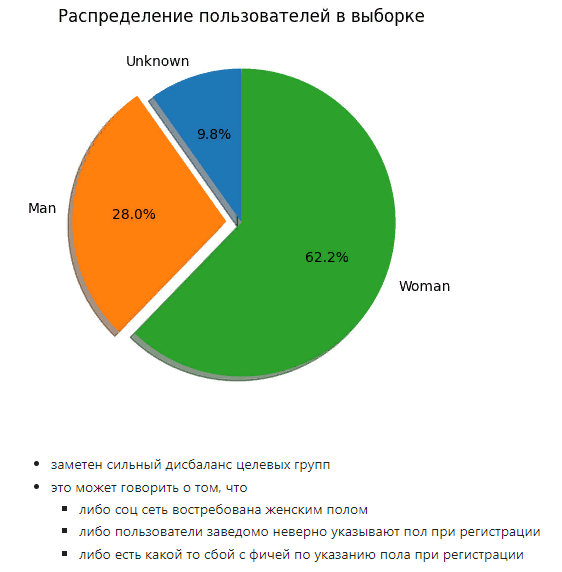 Распределение пользователей в выборке
Unknown
9.8%
Man
28.0%
62.2%
Woman
заметен сильный дисбаланс целевых групп
это может говорить о том, что
либо соц сеть востребована женским полом
либо пользователи заведомо неверно указывают пол при регистрации
либо есть какой то сбой с фичей по указанию пола при регистрации